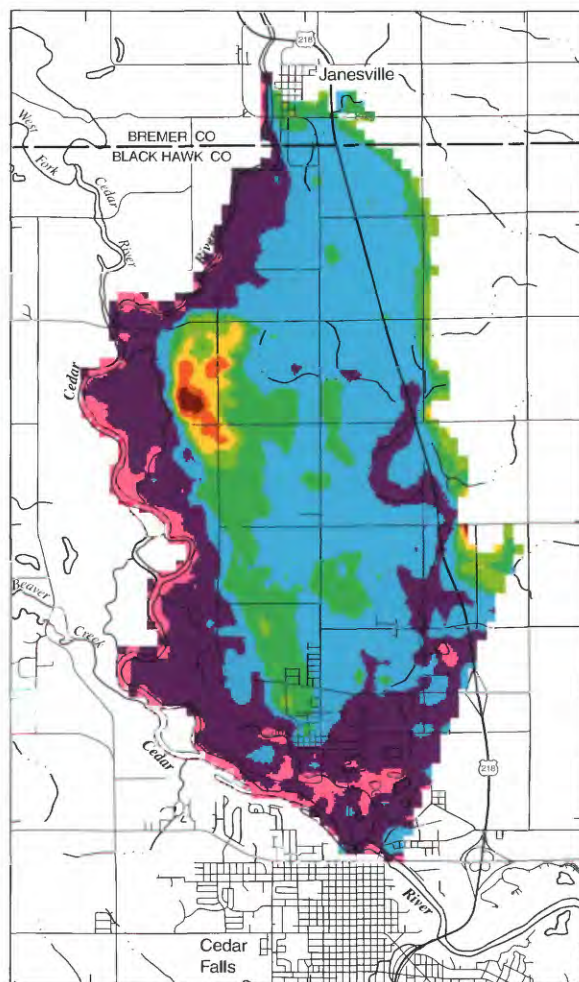 218
Janesville
West
Fork
BREMER CO
BLACK HAWK CO
Cedar
River
River
Cedar
Beaver
Creek
Cedar
218
River
Cedar
Falls